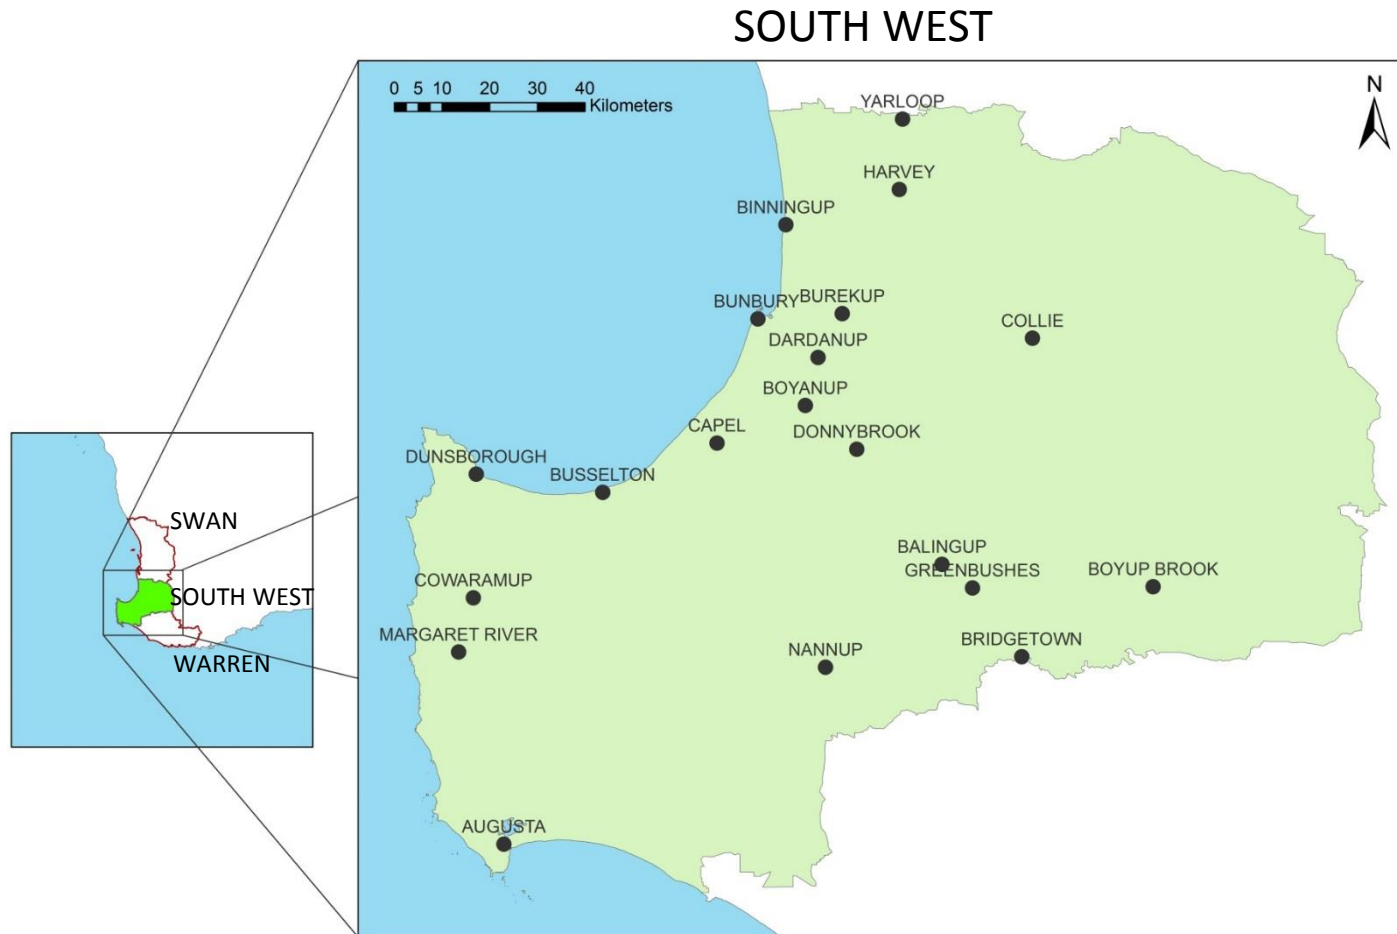 SOUTH WEST
0 5 10 20 30 40
Kilometers
N
YARLOOP
HARVEY
BINNINGUP
BUNBURY
BUREKUP
COLLIE
DARDANUP
BOYANUP
CAPEL
DONNYBROOK
DUNSBOROUGH
BUSSELTON
BALINGUP
GREENBUSHES
BOYUP BROOK
COWARAMUP
MARGARET RIVER
NANNUP
BRIDGETOWN
AUGUSTA
SWAN
SOUTH WEST
WARREN